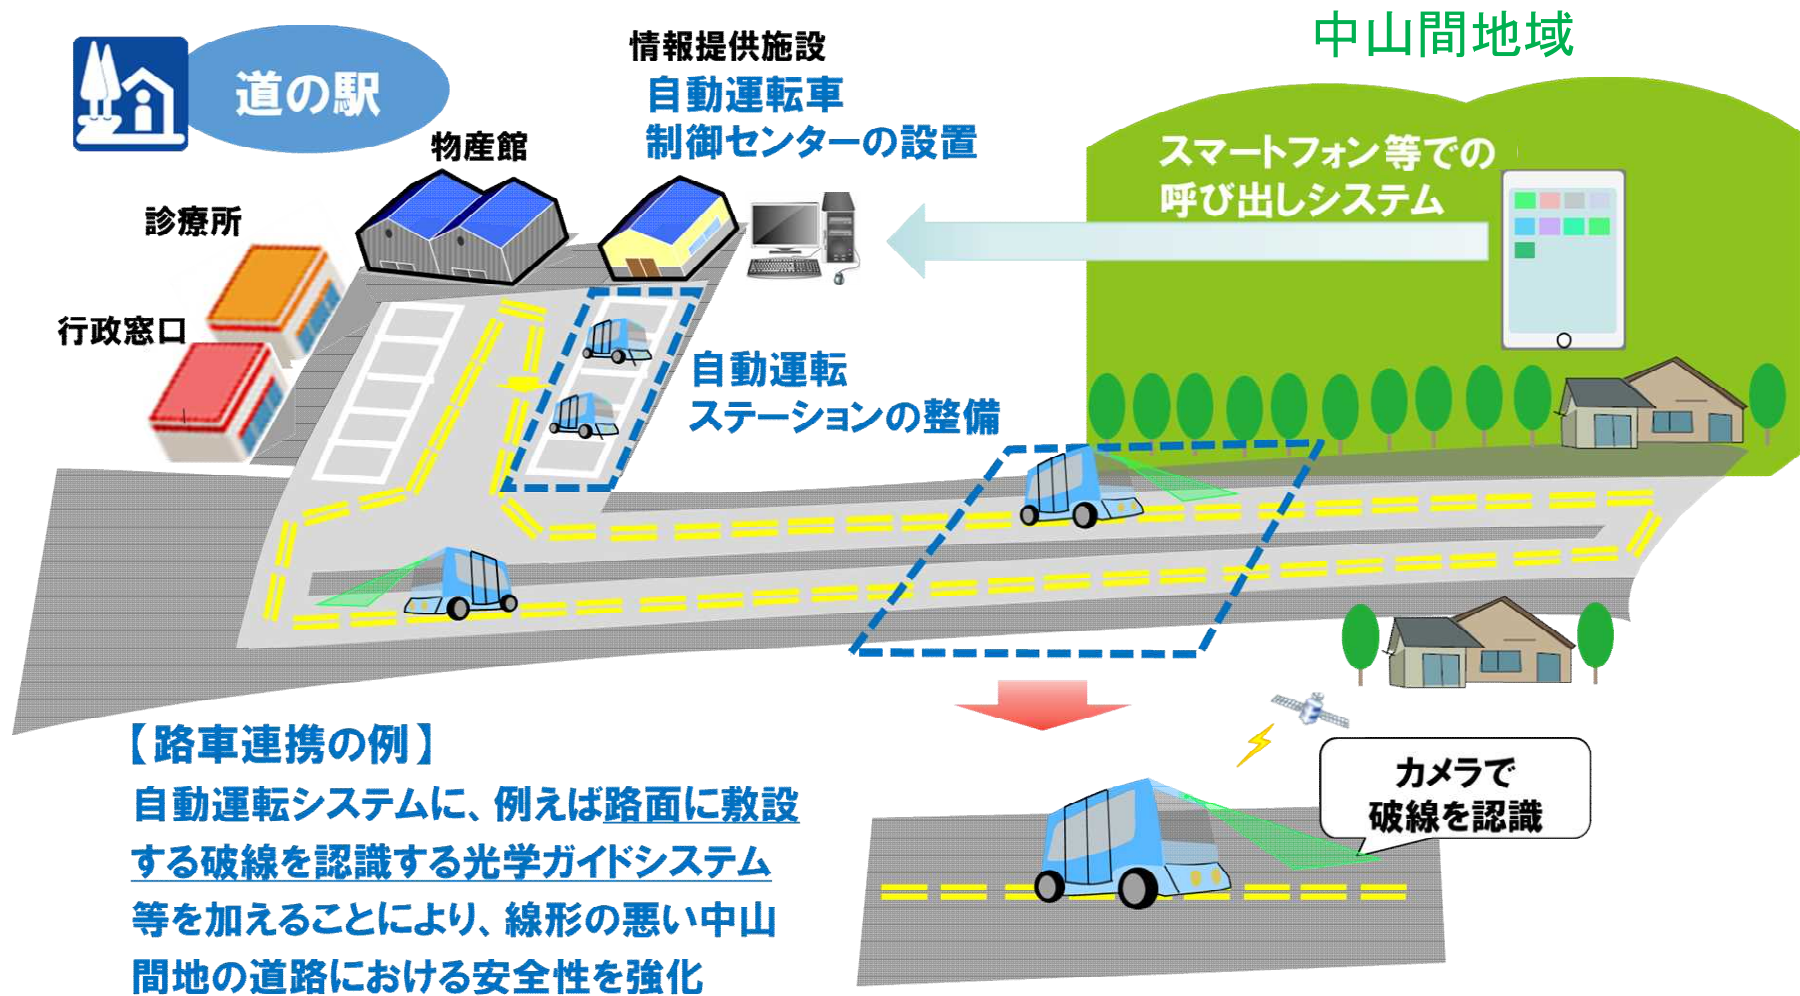 中山間地域
道の駅
情報提供施設
自動運転車
制御センターの設置
物産館
スマートフォン等での
呼び出しシステム
診療所
行政窓口
自動運転
ステーションの整備
【路車連携の例】
自動運転システムに、例えば路面に敷設
する破線を認識する光学ガイドシステム
等を加えることにより、線形の悪い中山
間地の道路における安全性を強化
カメラで
破線を認識